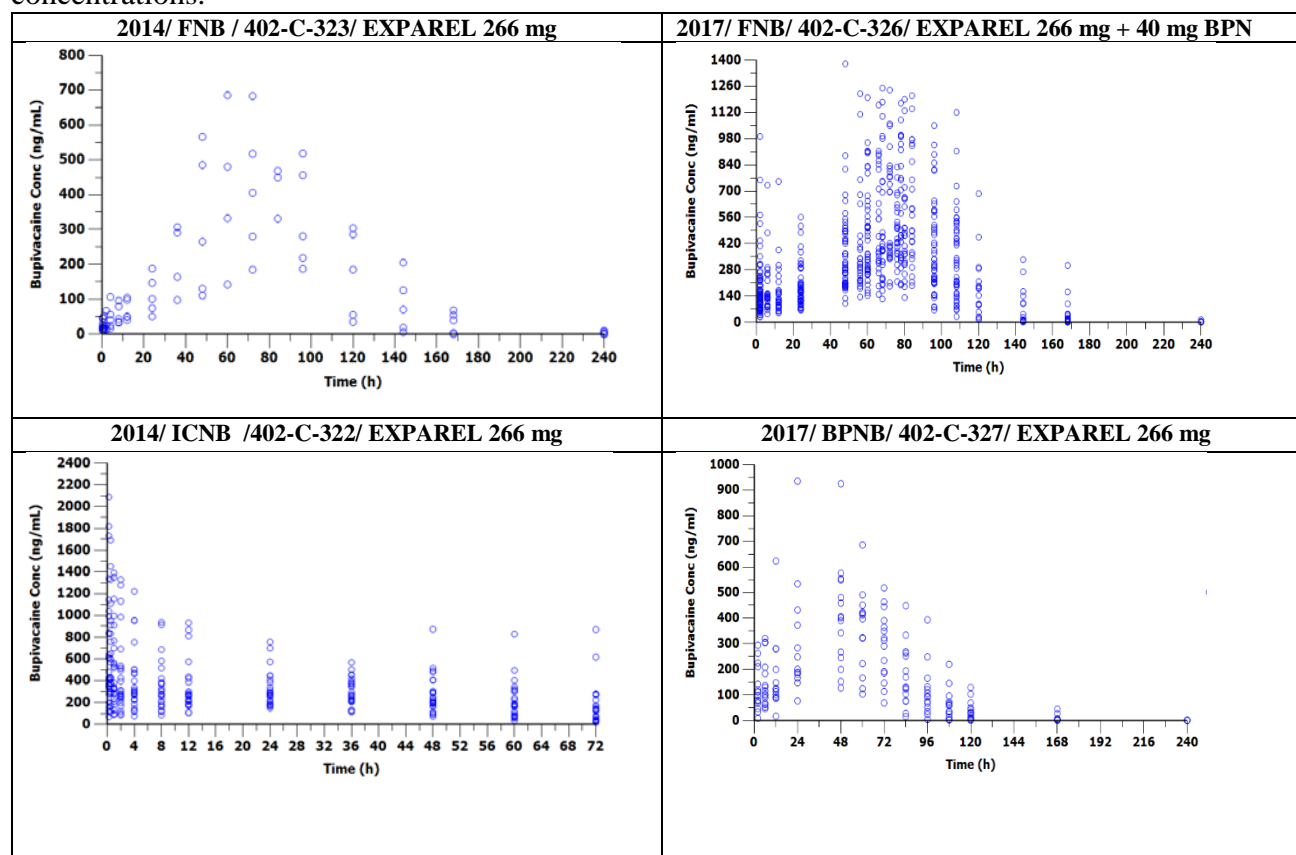 concentrations.
2014/ FNB / 402-C-323/ EXPAREL 266 mg
2017/ FNB/ 402-C-326/ EXPAREL 266 mg + 40 mg BPN
800
700
600
500
400
300
200
100
0
Bupivacaine Conc (ng/mL)
0 20 40 60 80 100 120 140 160 180 200 220 240
Time (h)
1400
1260
1120
980
840
700
560
420
280
140
0
Bupivacaine Conc (ng/ml)
0 20 40 60 80 100 120 140 160 180 200 220 240
Time (h)
2014/ ICNB /402-C-322/ EXPAREL 266 mg
2017/ BPNB/ 402-C-327/ EXPAREL 266 mg
2400
2200
2000
1800
1600
1400
1200
1000
800
600
400
200
0
Bupivacaine Conc (ng/mL)
0 4 8 12 16 20 24 28 32 36 40 44 48 52 56 60 64 68 72
Time (h)
1000
900
800
700
600
500
400
300
200
100
0
Bupivacaine Conc (ng/ml)
0 24 48 72 96 120 144 168 192 216 240
Time (h)